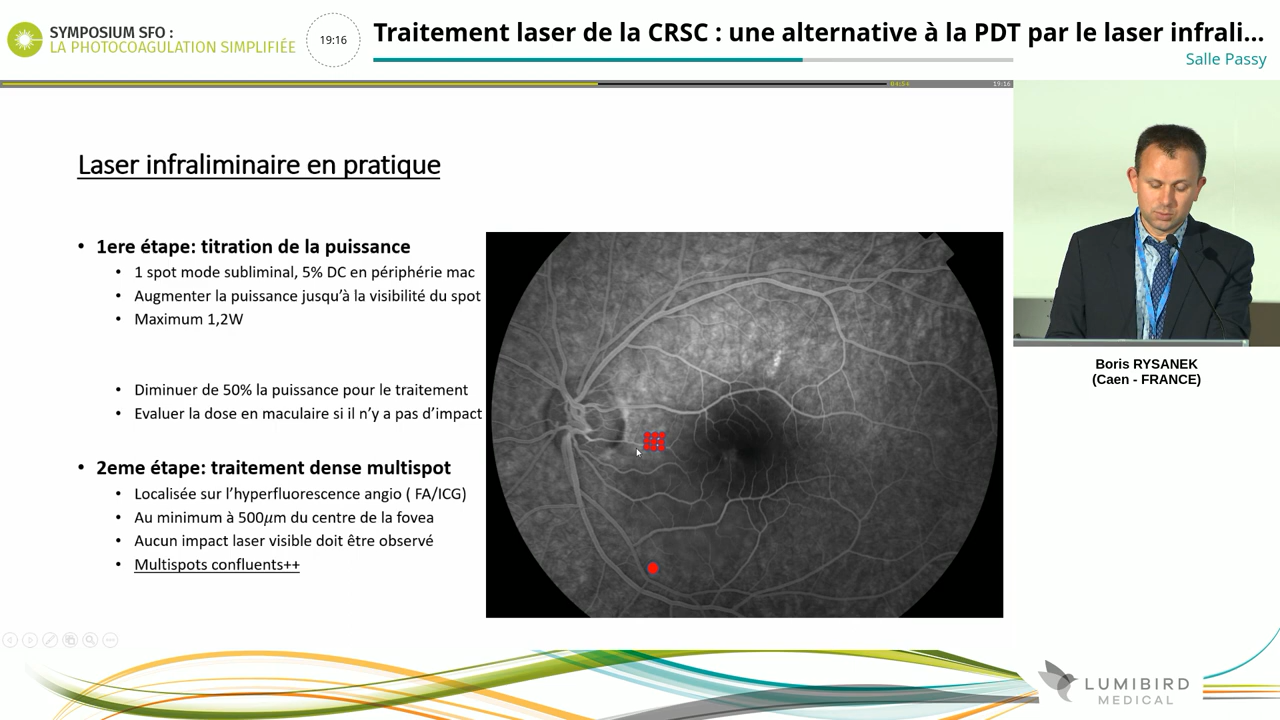 SYMPOSIUM SFO :
LA PHOTOCOAGULATION SIMPLIFIÉE
19:16
Traitement laser de la CRSC : une alternative à la PDT par le laser infrali...
Salle Passy
04:54
19:16
Laser infraliminaire en pratique
• 1ere étape: titration de la puissance
• 1 spot mode subliminal, 5% DC en périphérie mac
• Augmenter la puissance jusqu'à la visibilité du spot
• Maximum 1,2W
• Diminuer de 50% la puissance pour le traitement
• Evaluer la dose en maculaire si il n'y a pas d'impact
• 2eme étape: traitement dense multispot
• Localisée sur l'hyperfluorescence angio ( FA/ICG)
• Au minimum à 500𝜇m du centre de la fovea
• Aucun impact laser visible doit être observé
• Multispots confluents++
Boris RYSANEK
(Caen - FRANCE)
LUMIBIRD
MEDICAL